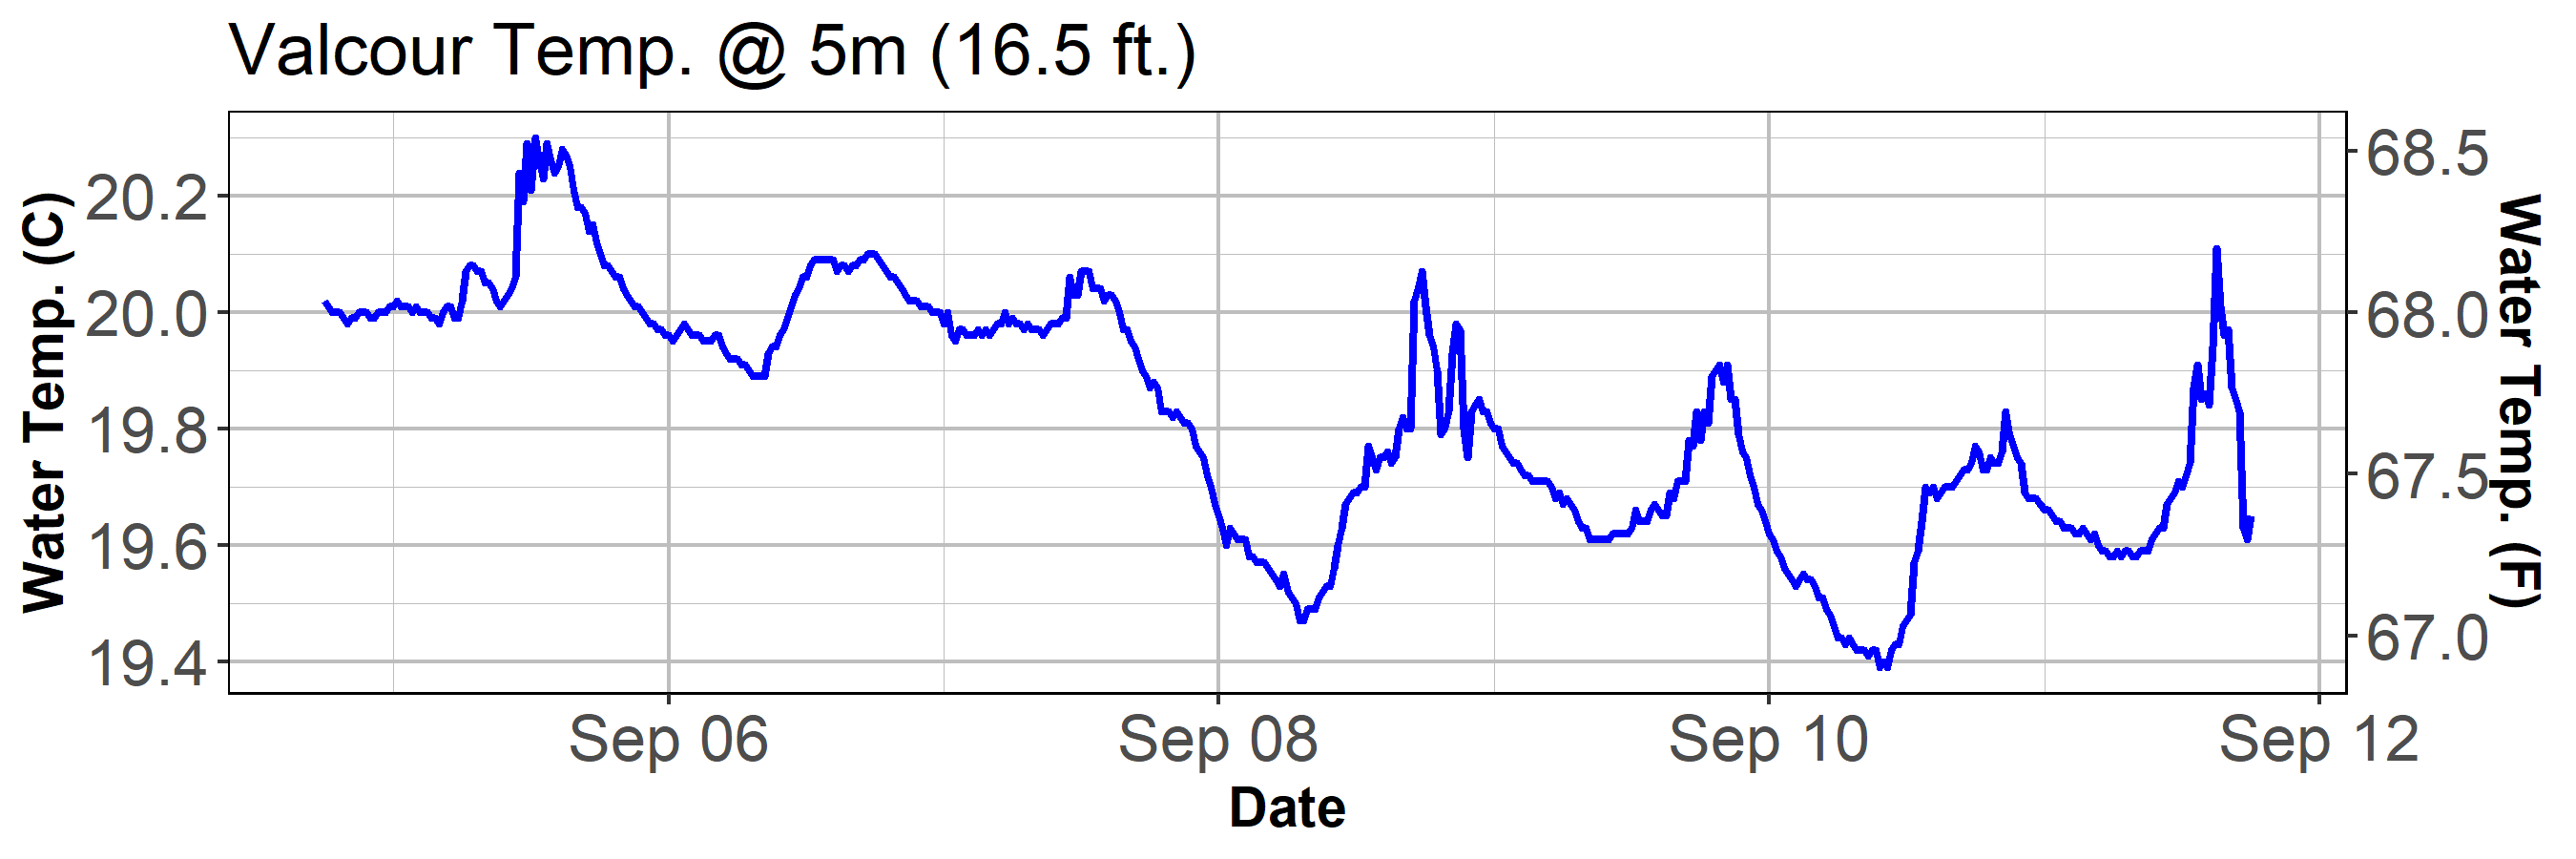 Valcour Temp. @ 5m (16.5 ft.)
Water Temp. (C)
20.2
20.0
19.8
19.6
19.4
68.5
68.0
67.5
67.0
Water Temp. (F)
Sep 06
Sep 08
Sep 10
Sep 12
Date